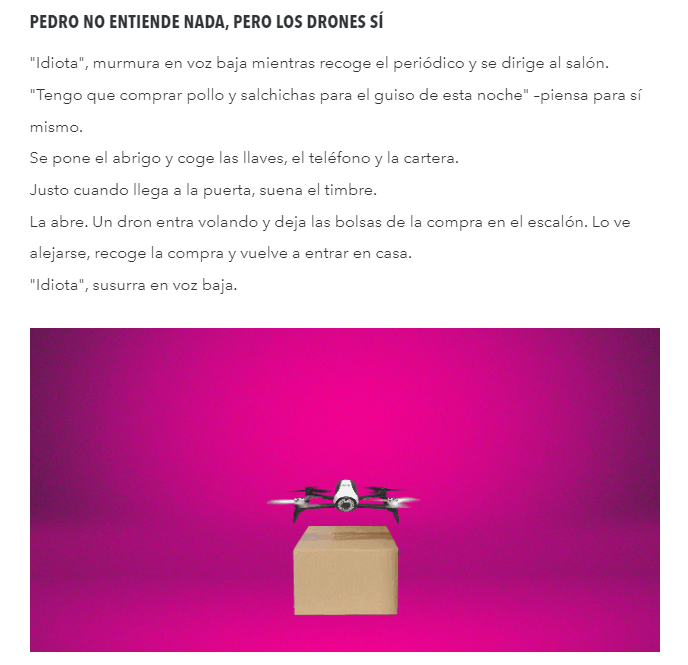 PEDRO NO ENTIENDE NADA, PERO LOS DRONES SÍ
"Idiota", murmura en voz baja mientras recoge el periódico y se dirige al salón.
"Tengo que comprar pollo y salchichas para el guiso de esta noche" –piensa para sí
mismo.
Se pone el abrigo y coge las llaves, el teléfono y la cartera.
Justo cuando llega a la puerta, suena el timbre.
La abre. Un dron entra volando y deja las bolsas de la compra en el escalón. Lo ve
alejarse, recoge la compra y vuelve a entrar en casa.
"Idiota", susurra en voz baja.